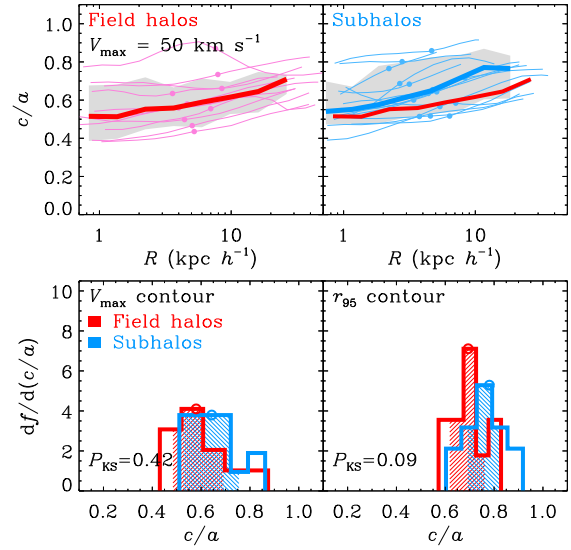 Field halos
Subhalos
V_max = 50 km s⁻¹
c/a
1.0
0.8
0.6
0.4
0.2
0.0
1
10
1
10
R (kpc h⁻¹)
R (kpc h⁻¹)
V_max contour
r_95 contour
Field halos
Subhalos
df/d(c/a)
10
8
6
4
2
0
P_KS=0.42
P_KS=0.09
0.2
0.4
0.6
0.8
1.0
0.2
0.4
0.6
0.8
1.0
c/a
c/a